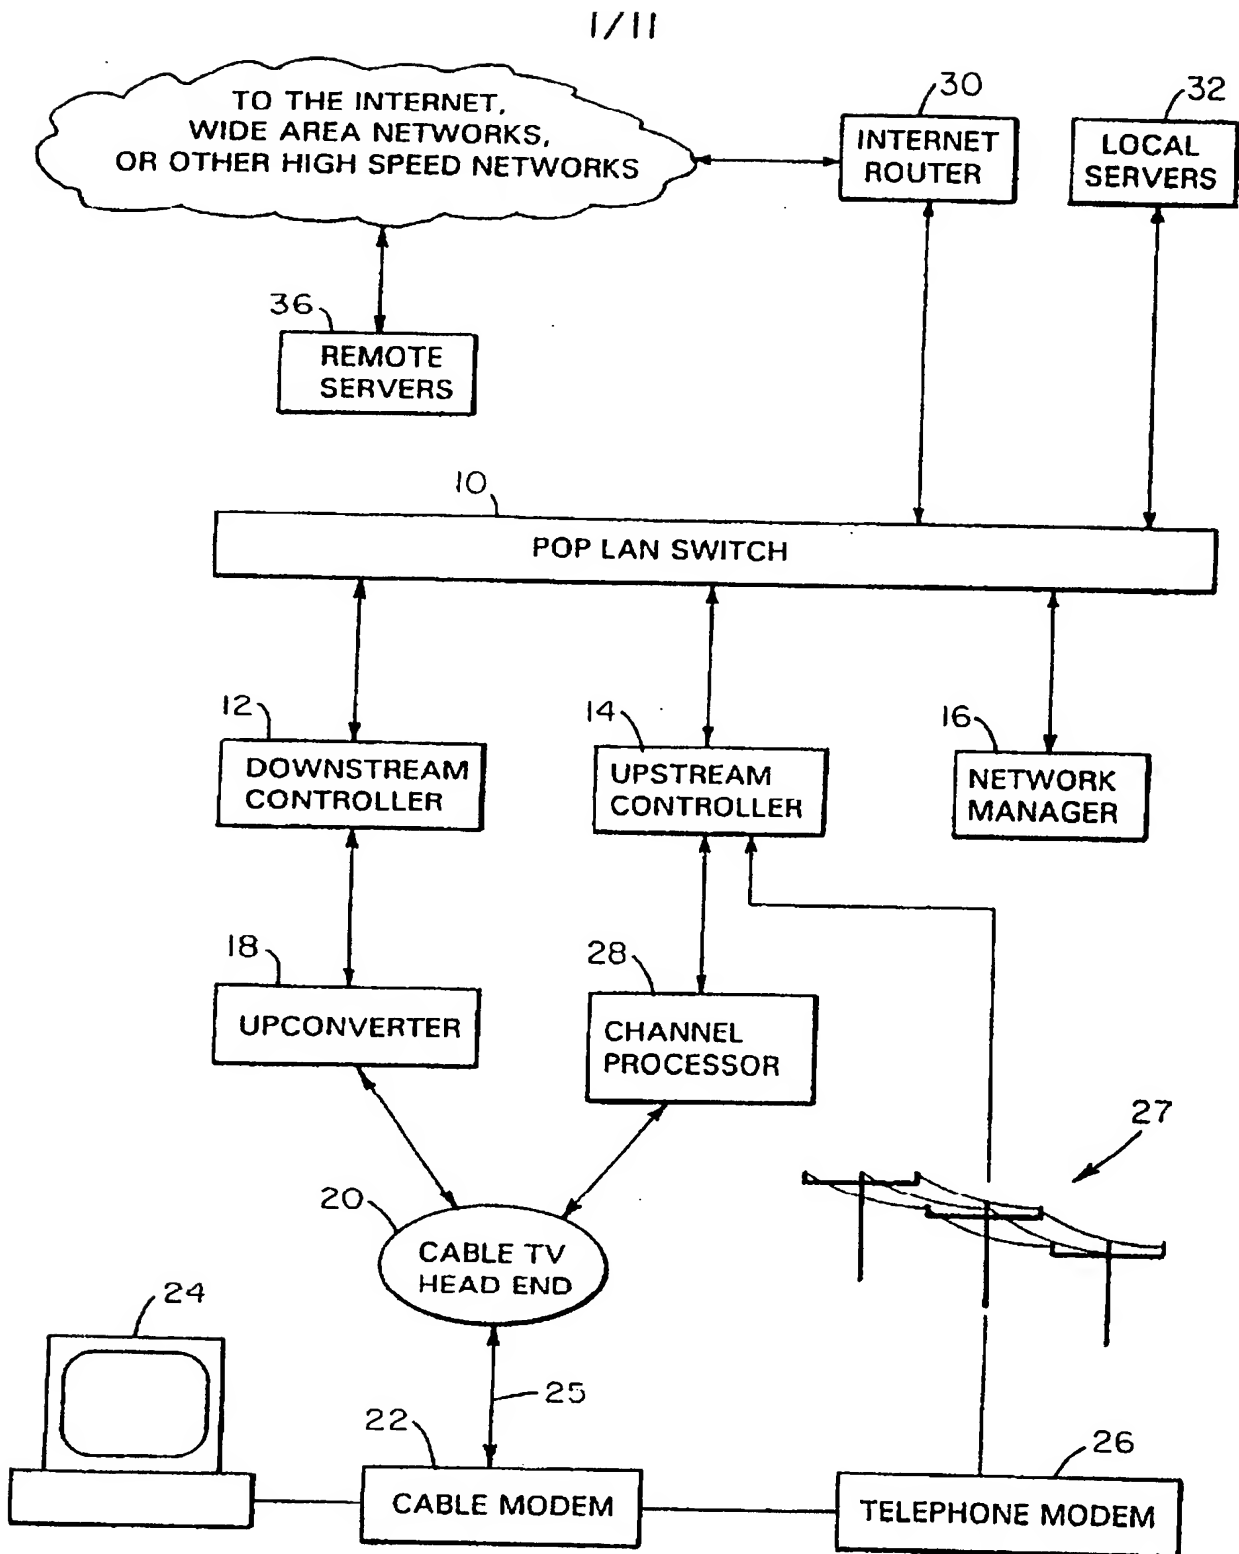 1/11
TO THE INTERNET,
WIDE AREA NETWORKS,
OR OTHER HIGH SPEED NETWORKS
30
INTERNET
ROUTER
32
LOCAL
SERVERS
36
REMOTE
SERVERS
10
POP LAN SWITCH
12
DOWNSTREAM
CONTROLLER
14
UPSTREAM
CONTROLLER
16
NETWORK
MANAGER
18
UPCONVERTER
28
CHANNEL
PROCESSOR
27
20
CABLE TV
HEAD END
24
25
22
CABLE MODEM
26
TELEPHONE MODEM